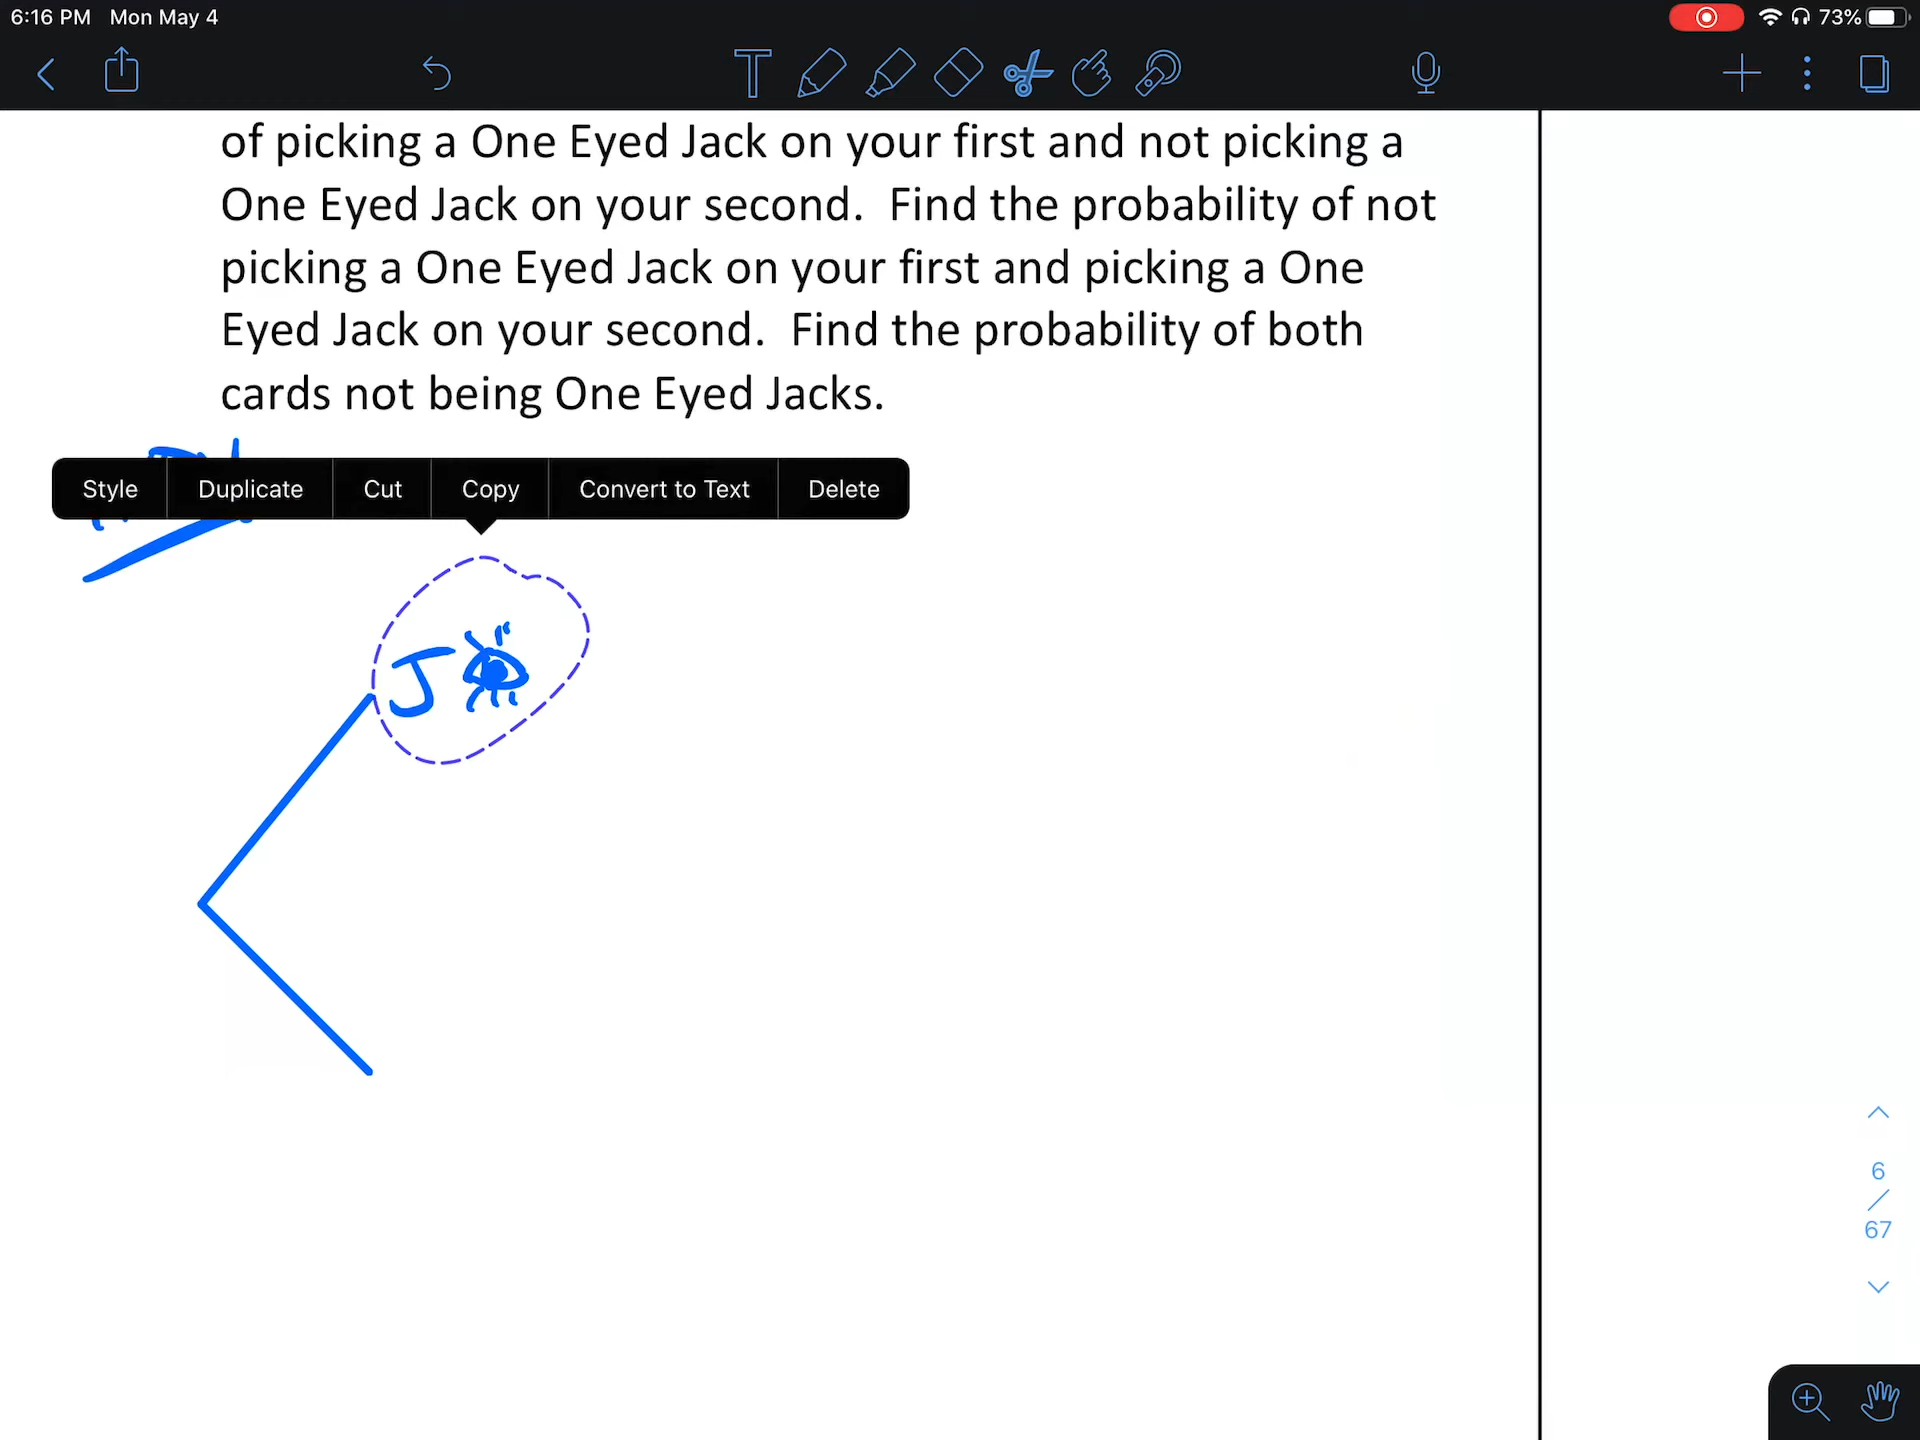 6:16 PM Mon May 4
73%
of picking a One Eyed Jack on your first and not picking a
One Eyed Jack on your second. Find the probability of not
picking a One Eyed Jack on your first and picking a One
Eyed Jack on your second. Find the probability of both
cards not being One Eyed Jacks.
Style Duplicate Cut Copy Convert to Text Delete
J
6
/
67